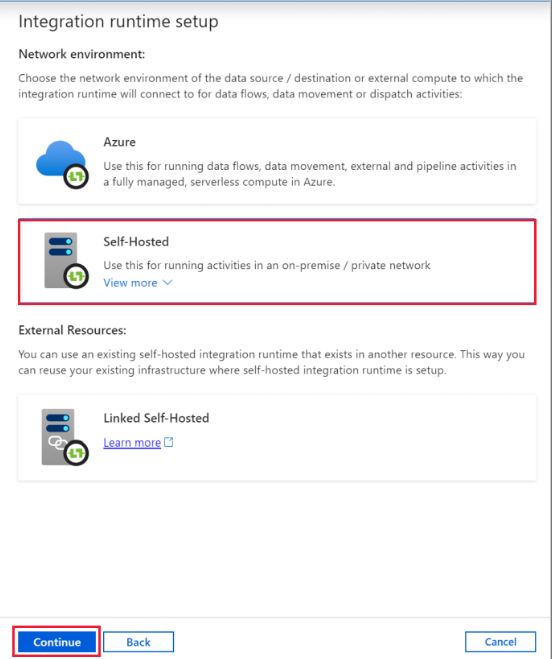 Integration runtime setup
Network environment:
Choose the network environment of the data source / destination or external compute to which the
integration runtime will connect to for data flows, data movement or dispatch activities:
Azure
Use this for running data flows, data movement, external and pipeline activities in
a fully managed, serverless compute in Azure.
Self-Hosted
Use this for running activities in an on-premise / private network
View more
External Resources:
You can use an existing self-hosted integration runtime that exists in another resource. This way you
can reuse your existing infrastructure where self-hosted integration runtime is setup.
Linked Self-Hosted
Learn more
Continue
Back
Cancel